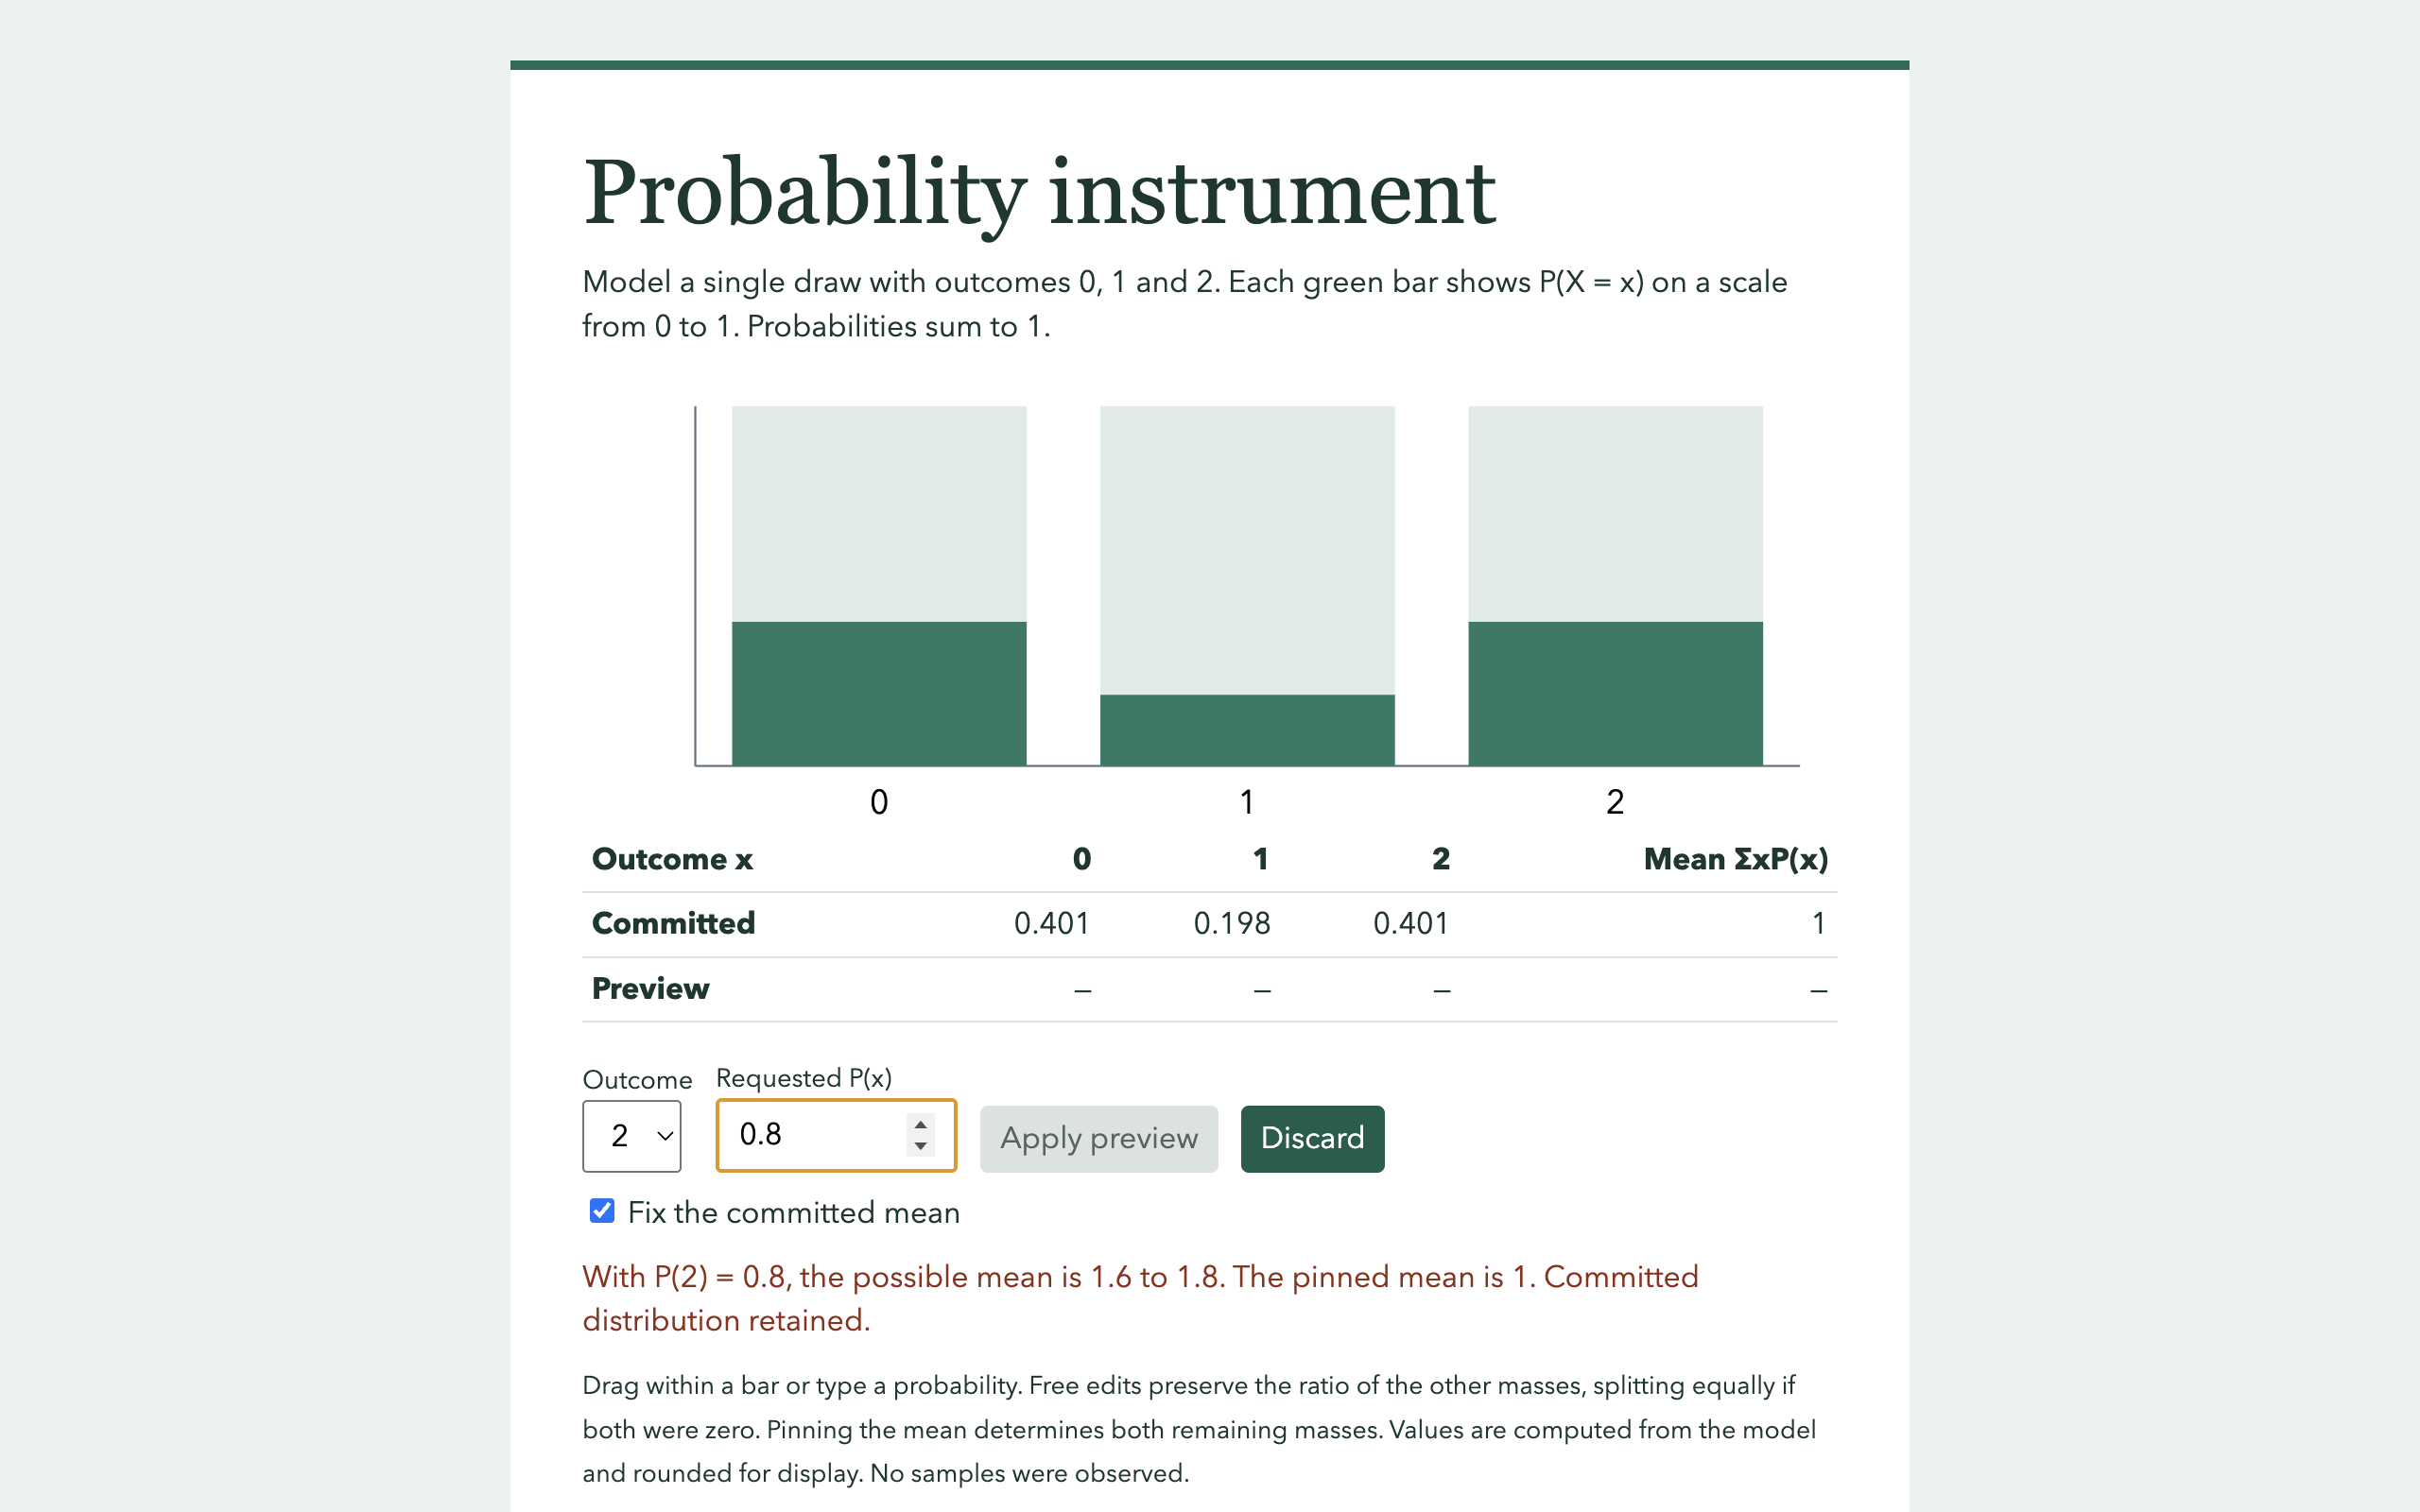 Probability instrument
Model a single draw with outcomes 0, 1 and 2. Each green bar shows P(X = x) on a scale
from 0 to 1. Probabilities sum to 1.
0 1 2
Outcome x 0 1 2 Mean ΣxP(x)
Committed 0.401 0.198 0.401 1
Preview – – – –
Outcome Requested P(x)
2 0.8 Apply preview Discard
Fix the committed mean
With P(2) = 0.8, the possible mean is 1.6 to 1.8. The pinned mean is 1. Committed
distribution retained.
Drag within a bar or type a probability. Free edits preserve the ratio of the other masses, splitting equally if
both were zero. Pinning the mean determines both remaining masses. Values are computed from the model
and rounded for display. No samples were observed.